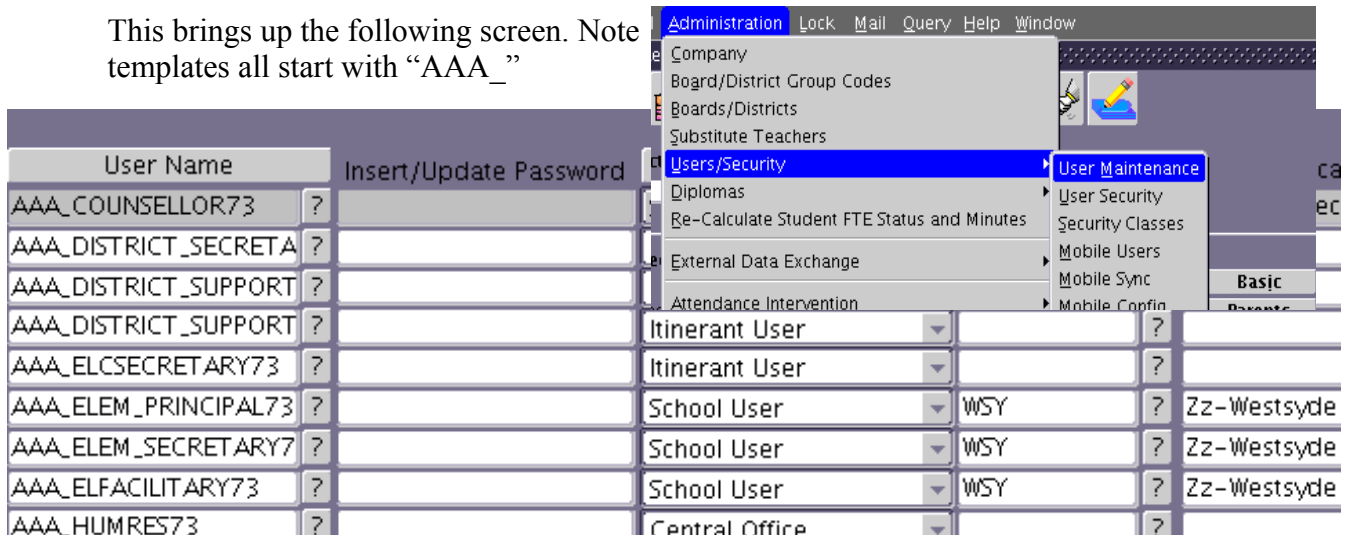 This brings up the following screen. Note
templates all start with “AAA_”
Administration Lock Mail Query Help Window
Company
Board/District Group Codes
Boards/Districts
Substitute Teachers
Users/Security
Diplomas
Re-Calculate Student FTE Status and Minutes
External Data Exchange
Attendance Intervention
User Maintenance
User Security
Security Classes
Mobile Users
Mobile Sync
Mobile Config
Basic
Parents
User Name Insert/Update Password
AAA_COUNSELLOR73 ?
AAA_DISTRICT_SECRETA ?
AAA_DISTRICT_SUPPORT ?
AAA_DISTRICT_SUPPORT ? Itinerant User ?
AAA_ELCSECRETARY73 ? Itinerant User ?
AAA_ELEM_PRINCIPAL73 ? School User WSY ? Zz-Westsyde
AAA_ELEM_SECRETARY7 ? School User WSY ? Zz-Westsyde
AAA_ELFACILITARY73 ? School User WSY ? Zz-Westsyde
AAA_HUMRES73 ? Central Office ?